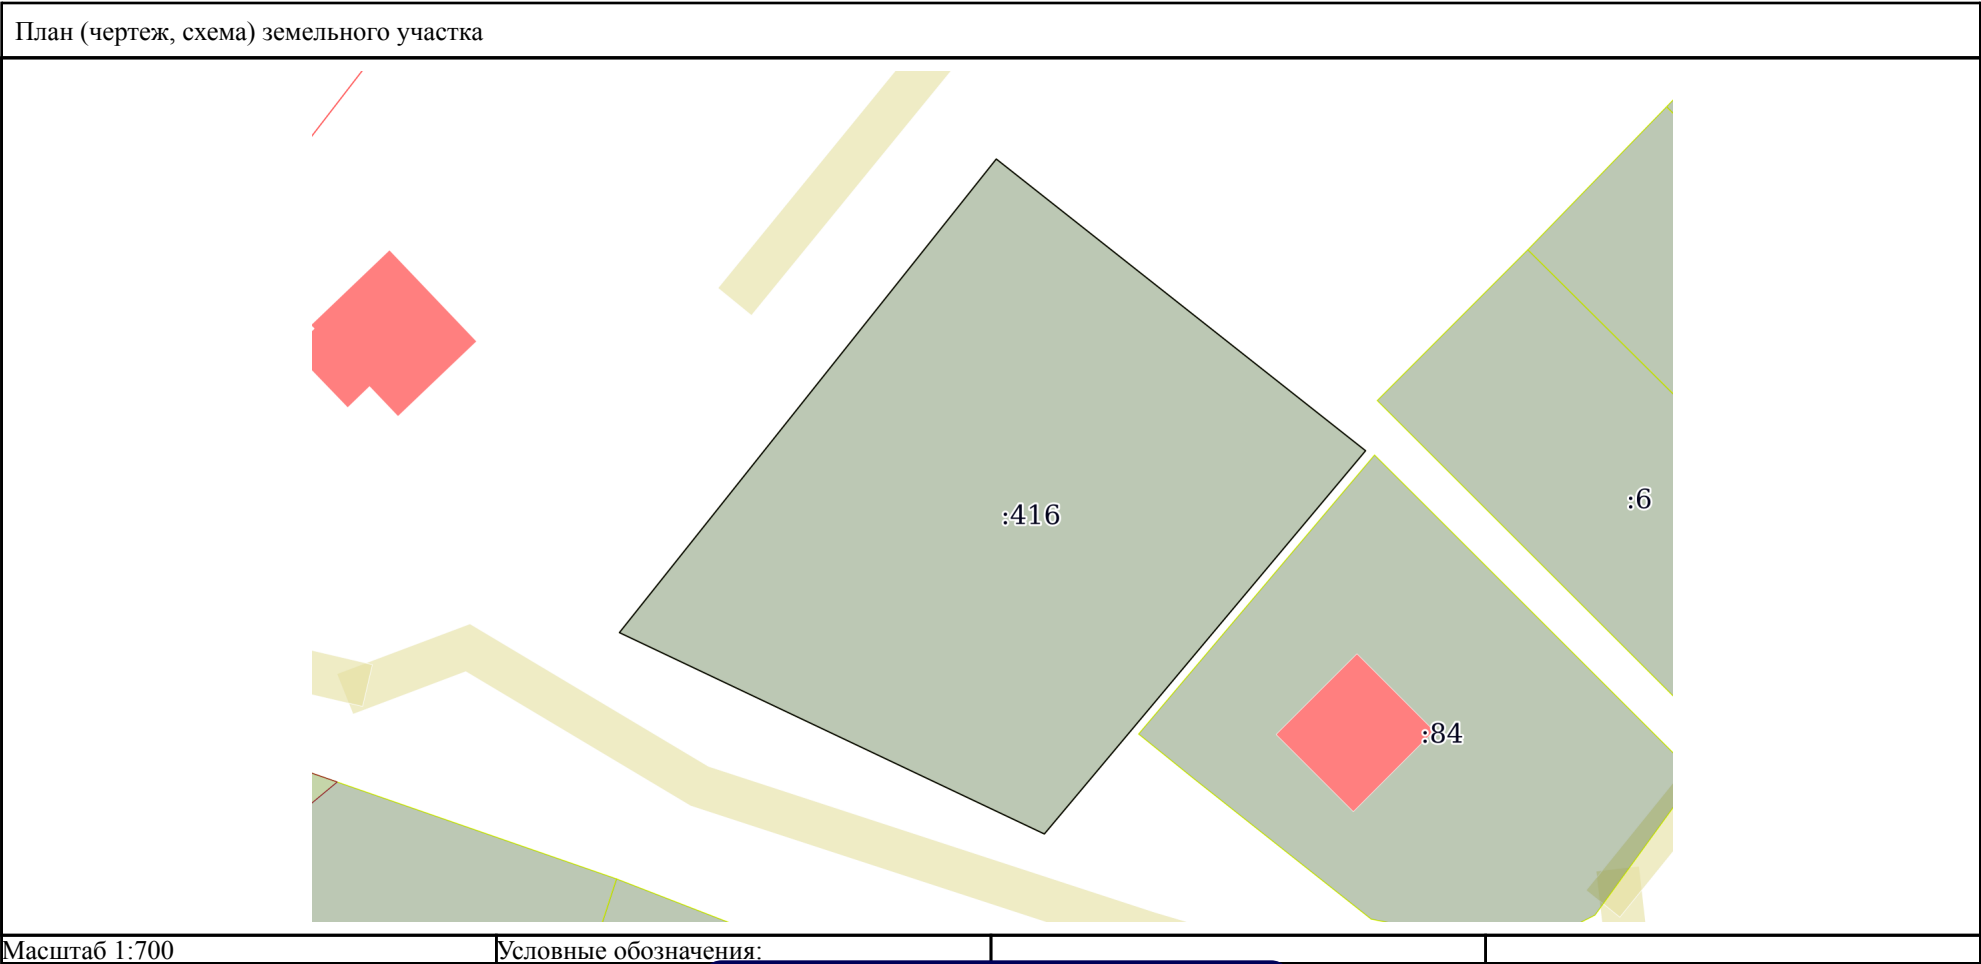 План (чертеж, схема) земельного участка
:416
:6
:84
Масштаб 1:700
Условные обозначения: